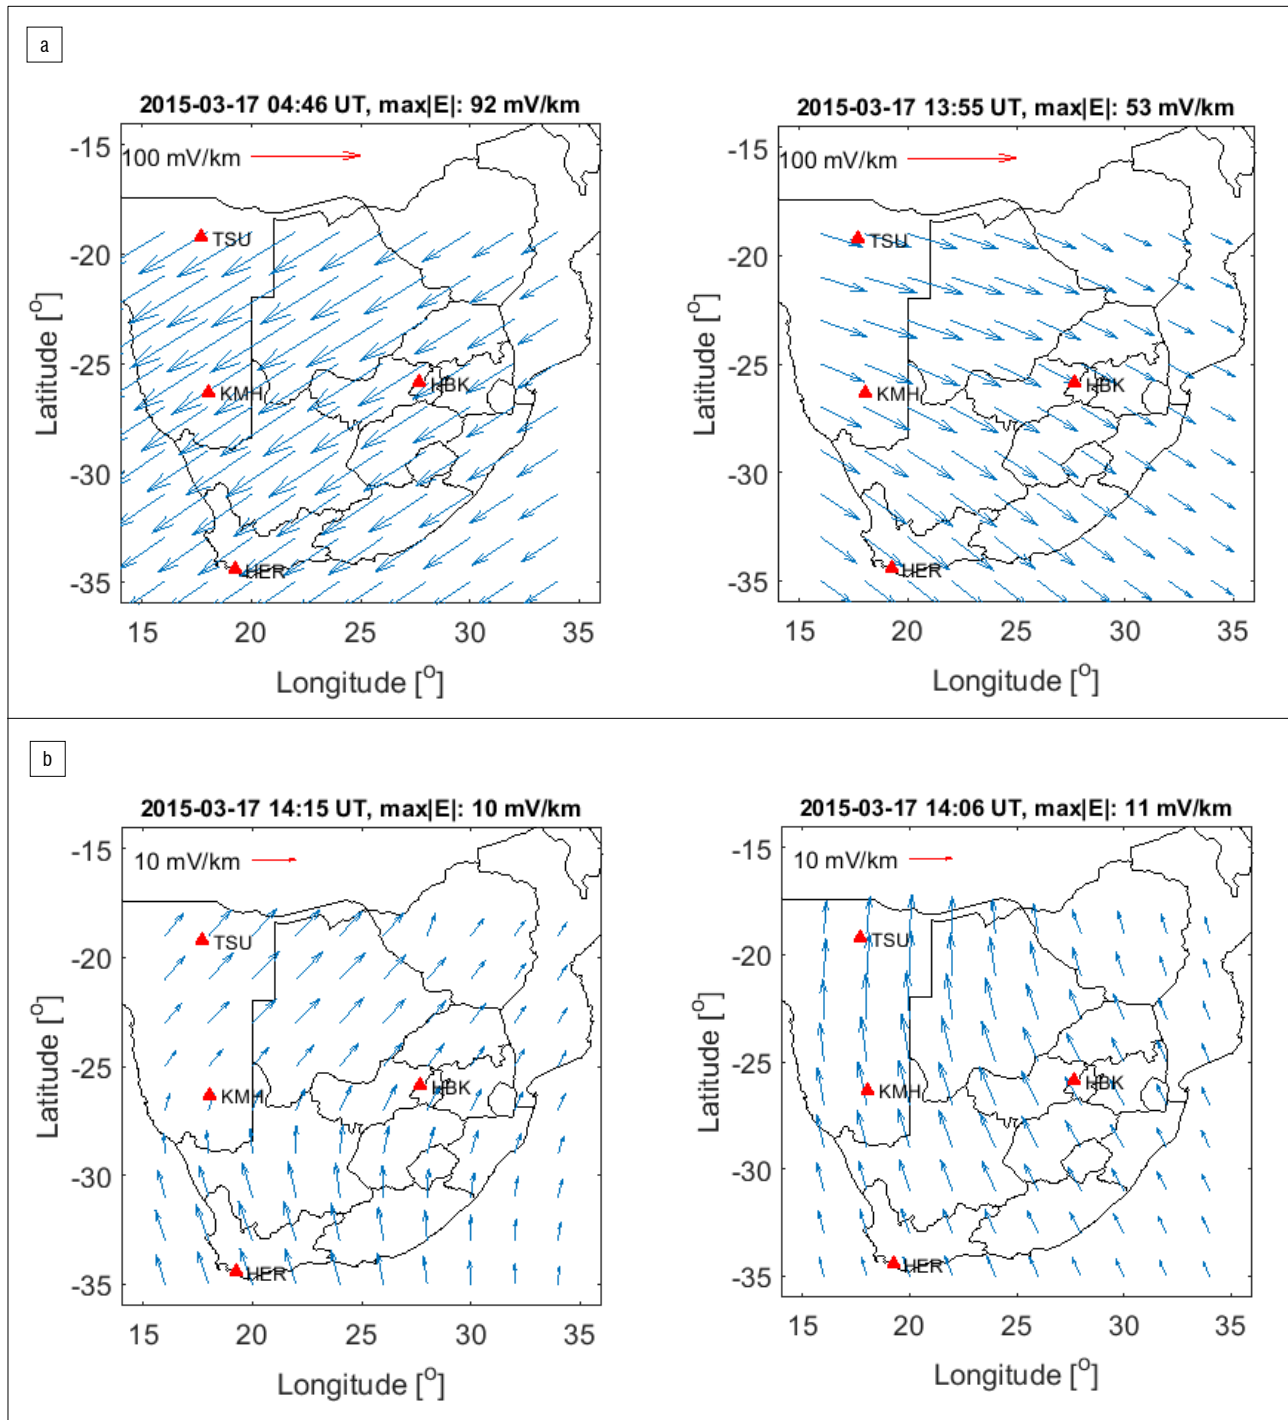 a
2015-03-17 04:46 UT, max|E|: 92 mV/km
100 mV/km
-15
-20
-25
-30
-35
Latitude [o]
TSU
KMH
HBK
HER
15 20 25 30 35
Longitude [o]
2015-03-17 13:55 UT, max|E|: 53 mV/km
100 mV/km
-15
-20
-25
-30
-35
Latitude [o]
TSU
KMH
HBK
HER
15 20 25 30 35
Longitude [o]
b
2015-03-17 14:15 UT, max|E|: 10 mV/km
10 mV/km
-15
-20
-25
-30
-35
Latitude [o]
TSU
KMH
HBK
HER
15 20 25 30 35
Longitude [o]
2015-03-17 14:06 UT, max|E|: 11 mV/km
10 mV/km
-15
-20
-25
-30
-35
Latitude [o]
TSU
KMH
HBK
HER
15 20 25 30 35
Longitude [o]